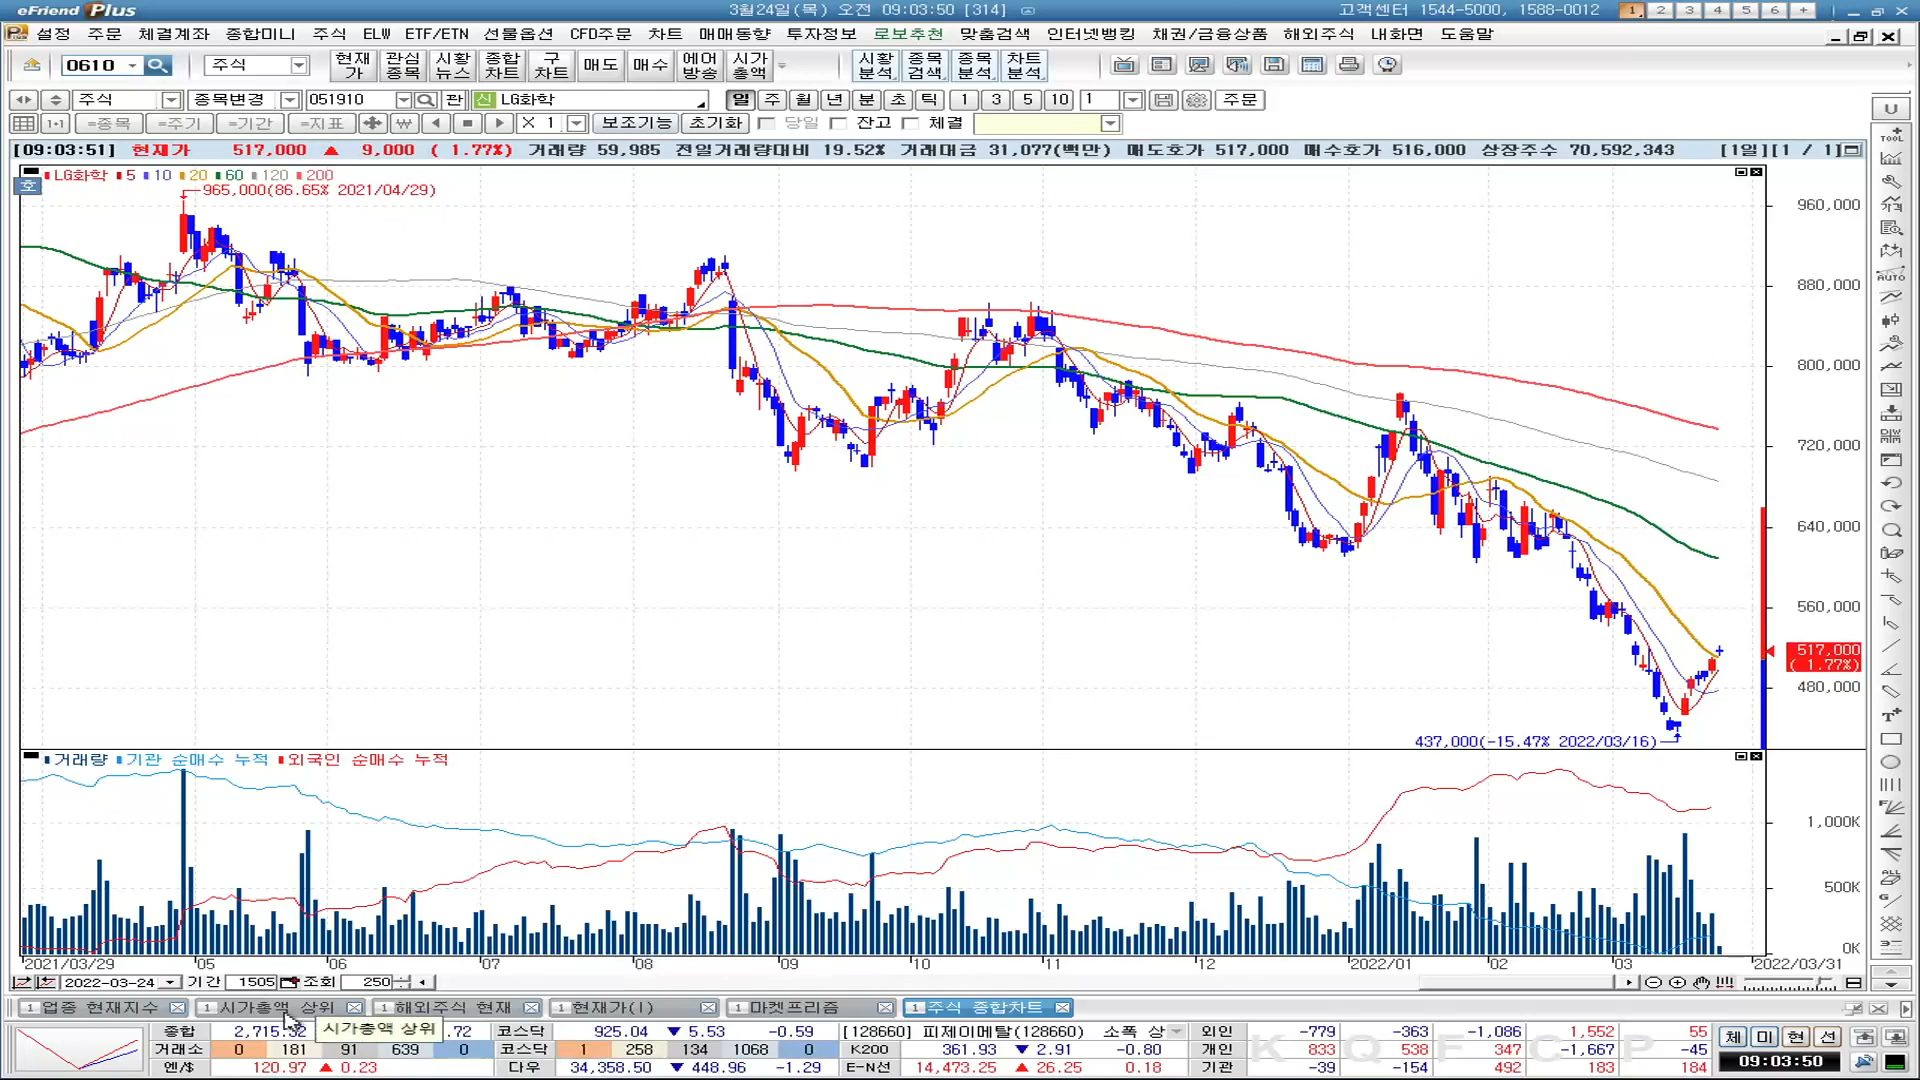 eFriend Plus 3월24일(목) 오전 09:03:50 [314] 고객센터 1544-5000, 1588-0012 1 2 3 4 5 6 +
설정 주문 체결계좌 종합미니 주식 ELW ETF/ETN 선물옵션 CFD주문 차트 매매동향 투자정보 로보추천 맞춤검색 인터넷뱅킹 채권/금융상품 해외주식 내화면 도움말
0610 주식 현재가 관심종목 시황뉴스 종합차트 구차트 매도 매수 에어방송 시가총액 시황분석 종목검색 종목분석 차트분석
주식 종목변경 051910 관 신 LG화학 일 주 월 년 분 초 틱 1 3 5 10 1 주문
1+1 =종목 =주기 =기간 =지표 ₩ X 1 보조기능 초기화 당일 잔고 체결
[09:03:51] 현재가 517,000 ▲ 9,000 ( 1.77%) 거래량 59,985 전일거래량대비 19.52% 거래대금 31,077(백만) 매도호가 517,000 매수호가 516,000 상장주수 70,592,343 [1일][1 / 1]
LG화학 5 10 20 60 120 200
호
965,000(86.65% 2021/04/29)
960,000
880,000
800,000
720,000
640,000
560,000
517,000
( 1.77%)
480,000
437,000(-15.47% 2022/03/16)
거래량 기관 순매수 누적 외국인 순매수 누적
1,000K
500K
0K
2021/03/29 05 06 07 08 09 10 11 12 2022/01 02 03 2022/03/31
2022-03-24 기간 1505 조회 250
1 업종 현재지수 1 시가총액 상위 1 해외주식 현재 1 현재가(1) 1 마켓프리즘 1 주식 종합차트
시가총액 상위
종합 2,715.32 .72 코스닥 925.04 ▼ 5.53 -0.59 [128660] 피제이메탈(128660) 소폭 상 외인 -779 -363 -1,086 1,552 55 체 미 현 선
거래소 0 181 91 639 0 코스닥 1 258 134 1068 0 K200 361.93 ▼ 2.91 -0.80 개인 833 538 347 -1,667 -45
엔/$ 120.97 ▲ 0.23 다우 34,358.50 ▼ 448.96 -1.29 E-N선 14,473.25 ▲ 26.25 0.18 기관 -39 -154 492 183 184
K Q F C P
09:03:50
U
TOOL
AUTO
ALL